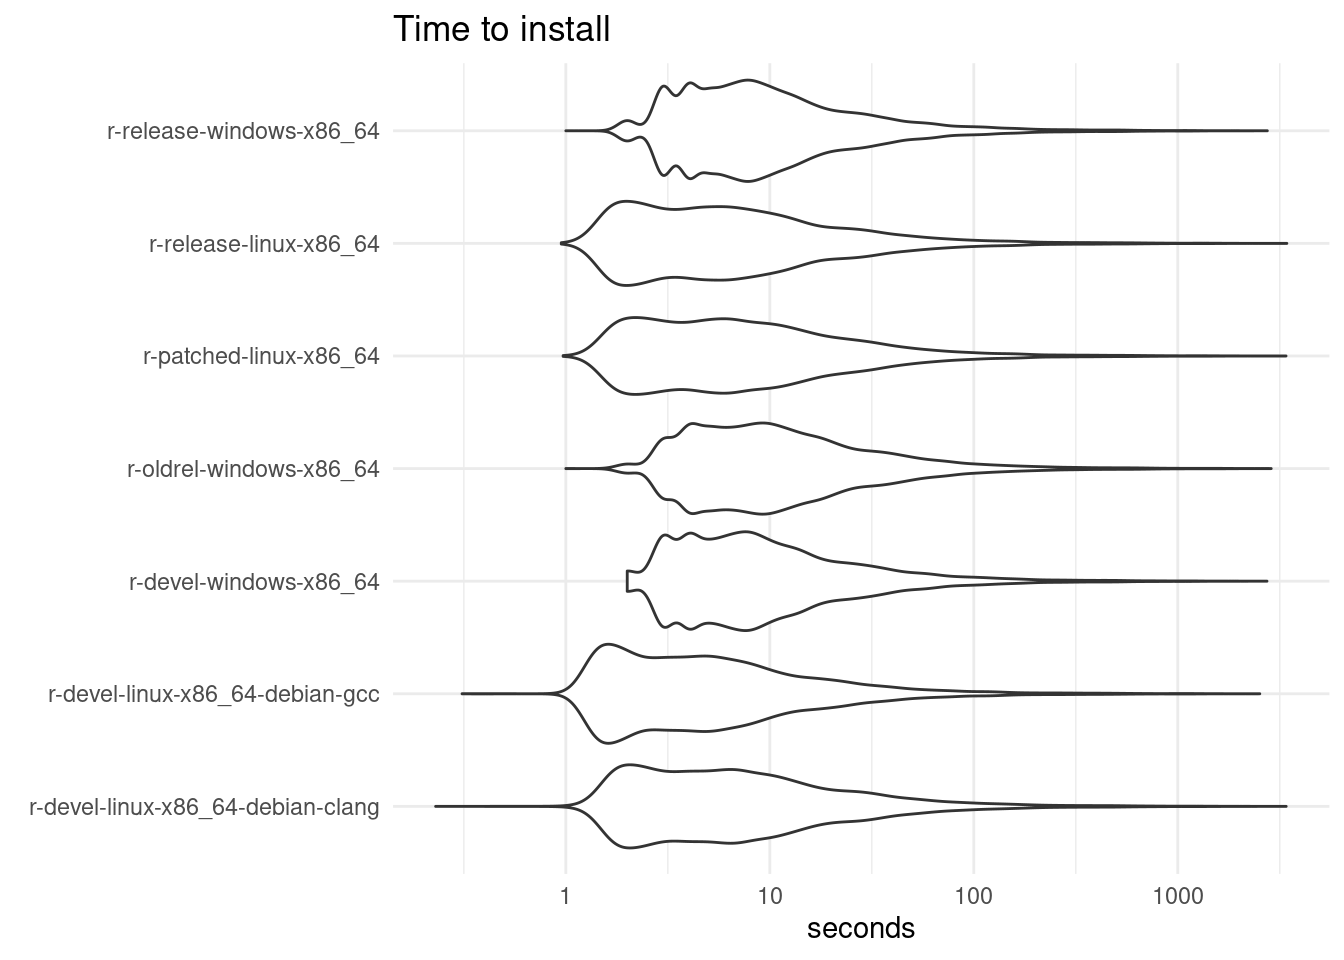 Time to install
r-release-windows-x86_64
r-release-linux-x86_64
r-patched-linux-x86_64
r-oldrel-windows-x86_64
r-devel-windows-x86_64
r-devel-linux-x86_64-debian-gcc
r-devel-linux-x86_64-debian-clang
1 10 100 1000
seconds